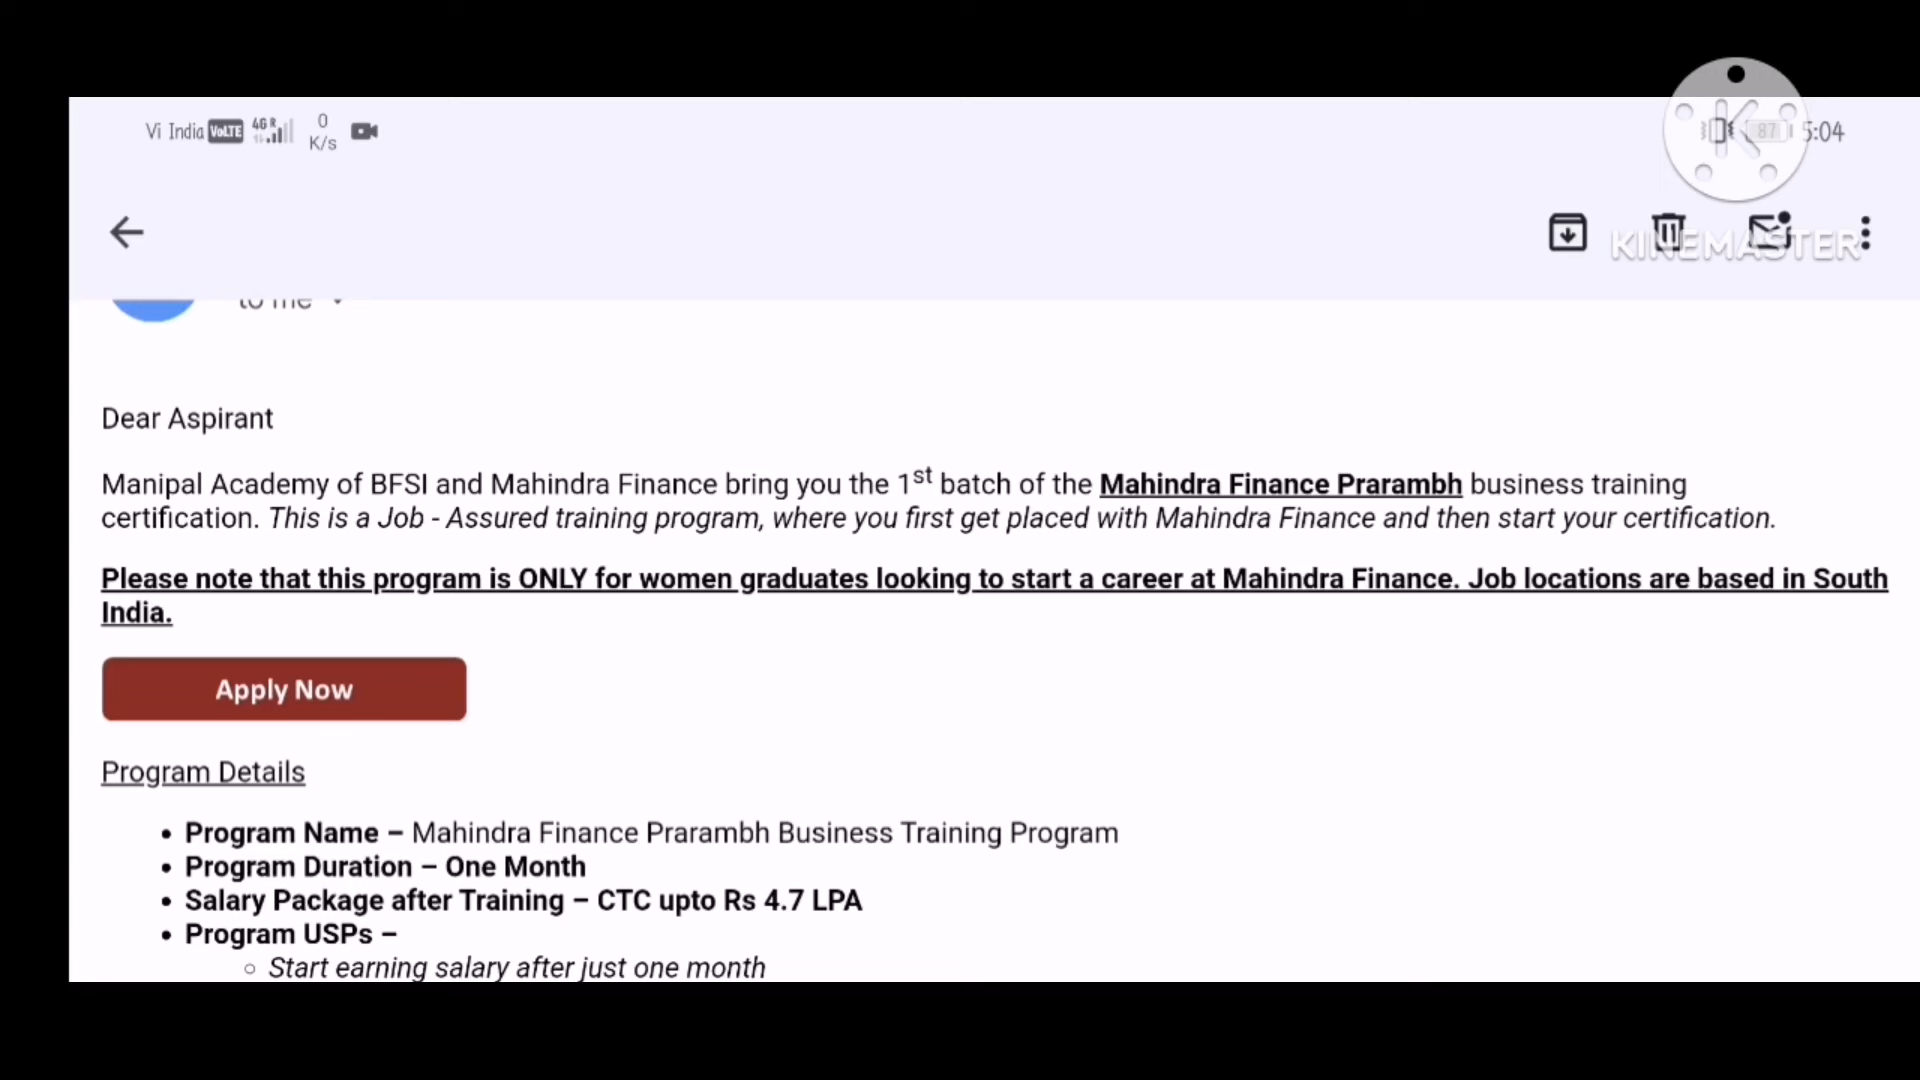 Vi India VoLTE 4G R 0 K/s 87 5:04
KINEMASTER
to me
Dear Aspirant
Manipal Academy of BFSI and Mahindra Finance bring you the 1st batch of the Mahindra Finance Prarambh business training
certification. This is a Job - Assured training program, where you first get placed with Mahindra Finance and then start your certification.
Please note that this program is ONLY for women graduates looking to start a career at Mahindra Finance. Job locations are based in South
India.
Apply Now
Program Details
• Program Name – Mahindra Finance Prarambh Business Training Program
• Program Duration – One Month
• Salary Package after Training – CTC upto Rs 4.7 LPA
• Program USPs –
○ Start earning salary after just one month